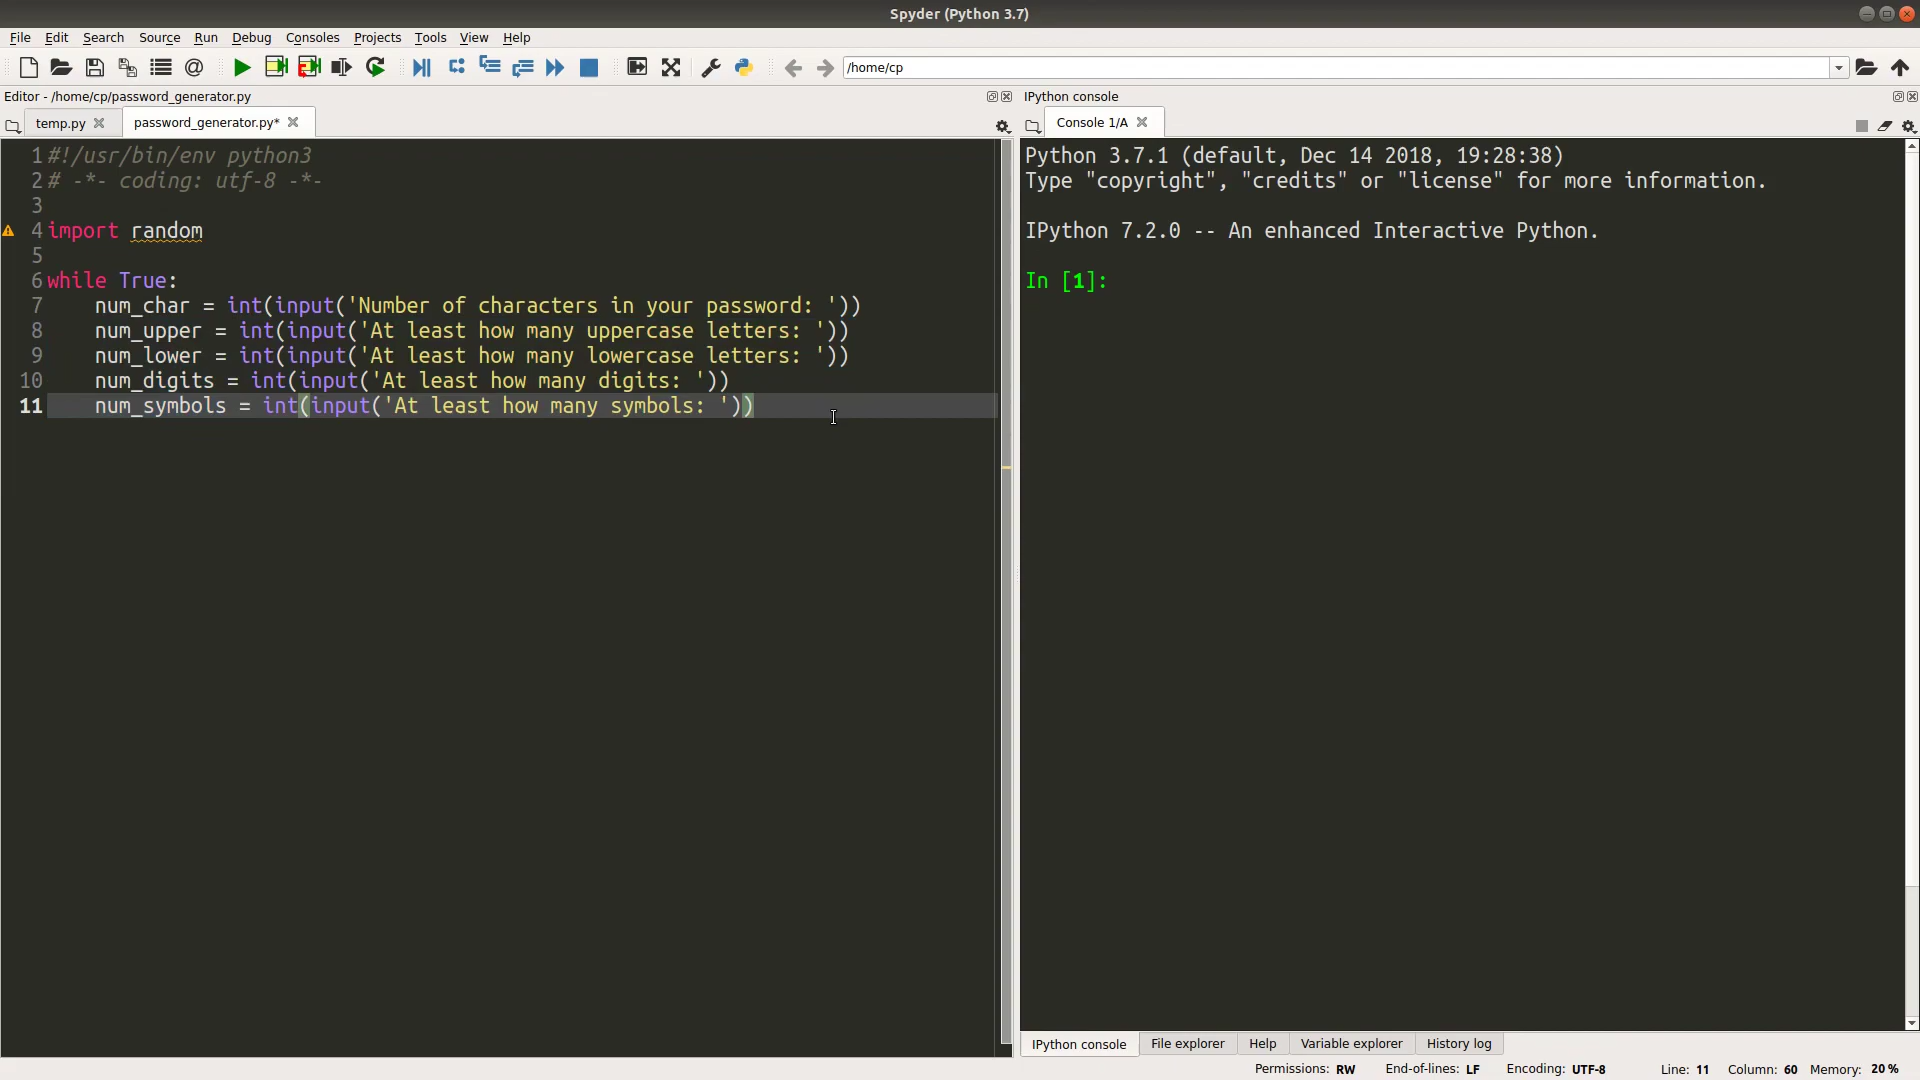 Spyder (Python 3.7)
File Edit Search Source Run Debug Consoles Projects Tools View Help
/home/cp
Editor - /home/cp/password_generator.py
temp.py
password_generator.py*
1 #!/usr/bin/env python3
2 # -*- coding: utf-8 -*-
3
4 import random
5
6 while True:
7     num_char = int(input('Number of characters in your password: '))
8     num_upper = int(input('At least how many uppercase letters: '))
9     num_lower = int(input('At least how many lowercase letters: '))
10     num_digits = int(input('At least how many digits: '))
11     num_symbols = int(input('At least how many symbols: '))
IPython console
Console 1/A
Python 3.7.1 (default, Dec 14 2018, 19:28:38)
Type "copyright", "credits" or "license" for more information.
IPython 7.2.0 -- An enhanced Interactive Python.
In [1]:
IPython console File explorer Help Variable explorer History log
Permissions: RW End-of-lines: LF Encoding: UTF-8 Line: 11 Column: 60 Memory: 20 %